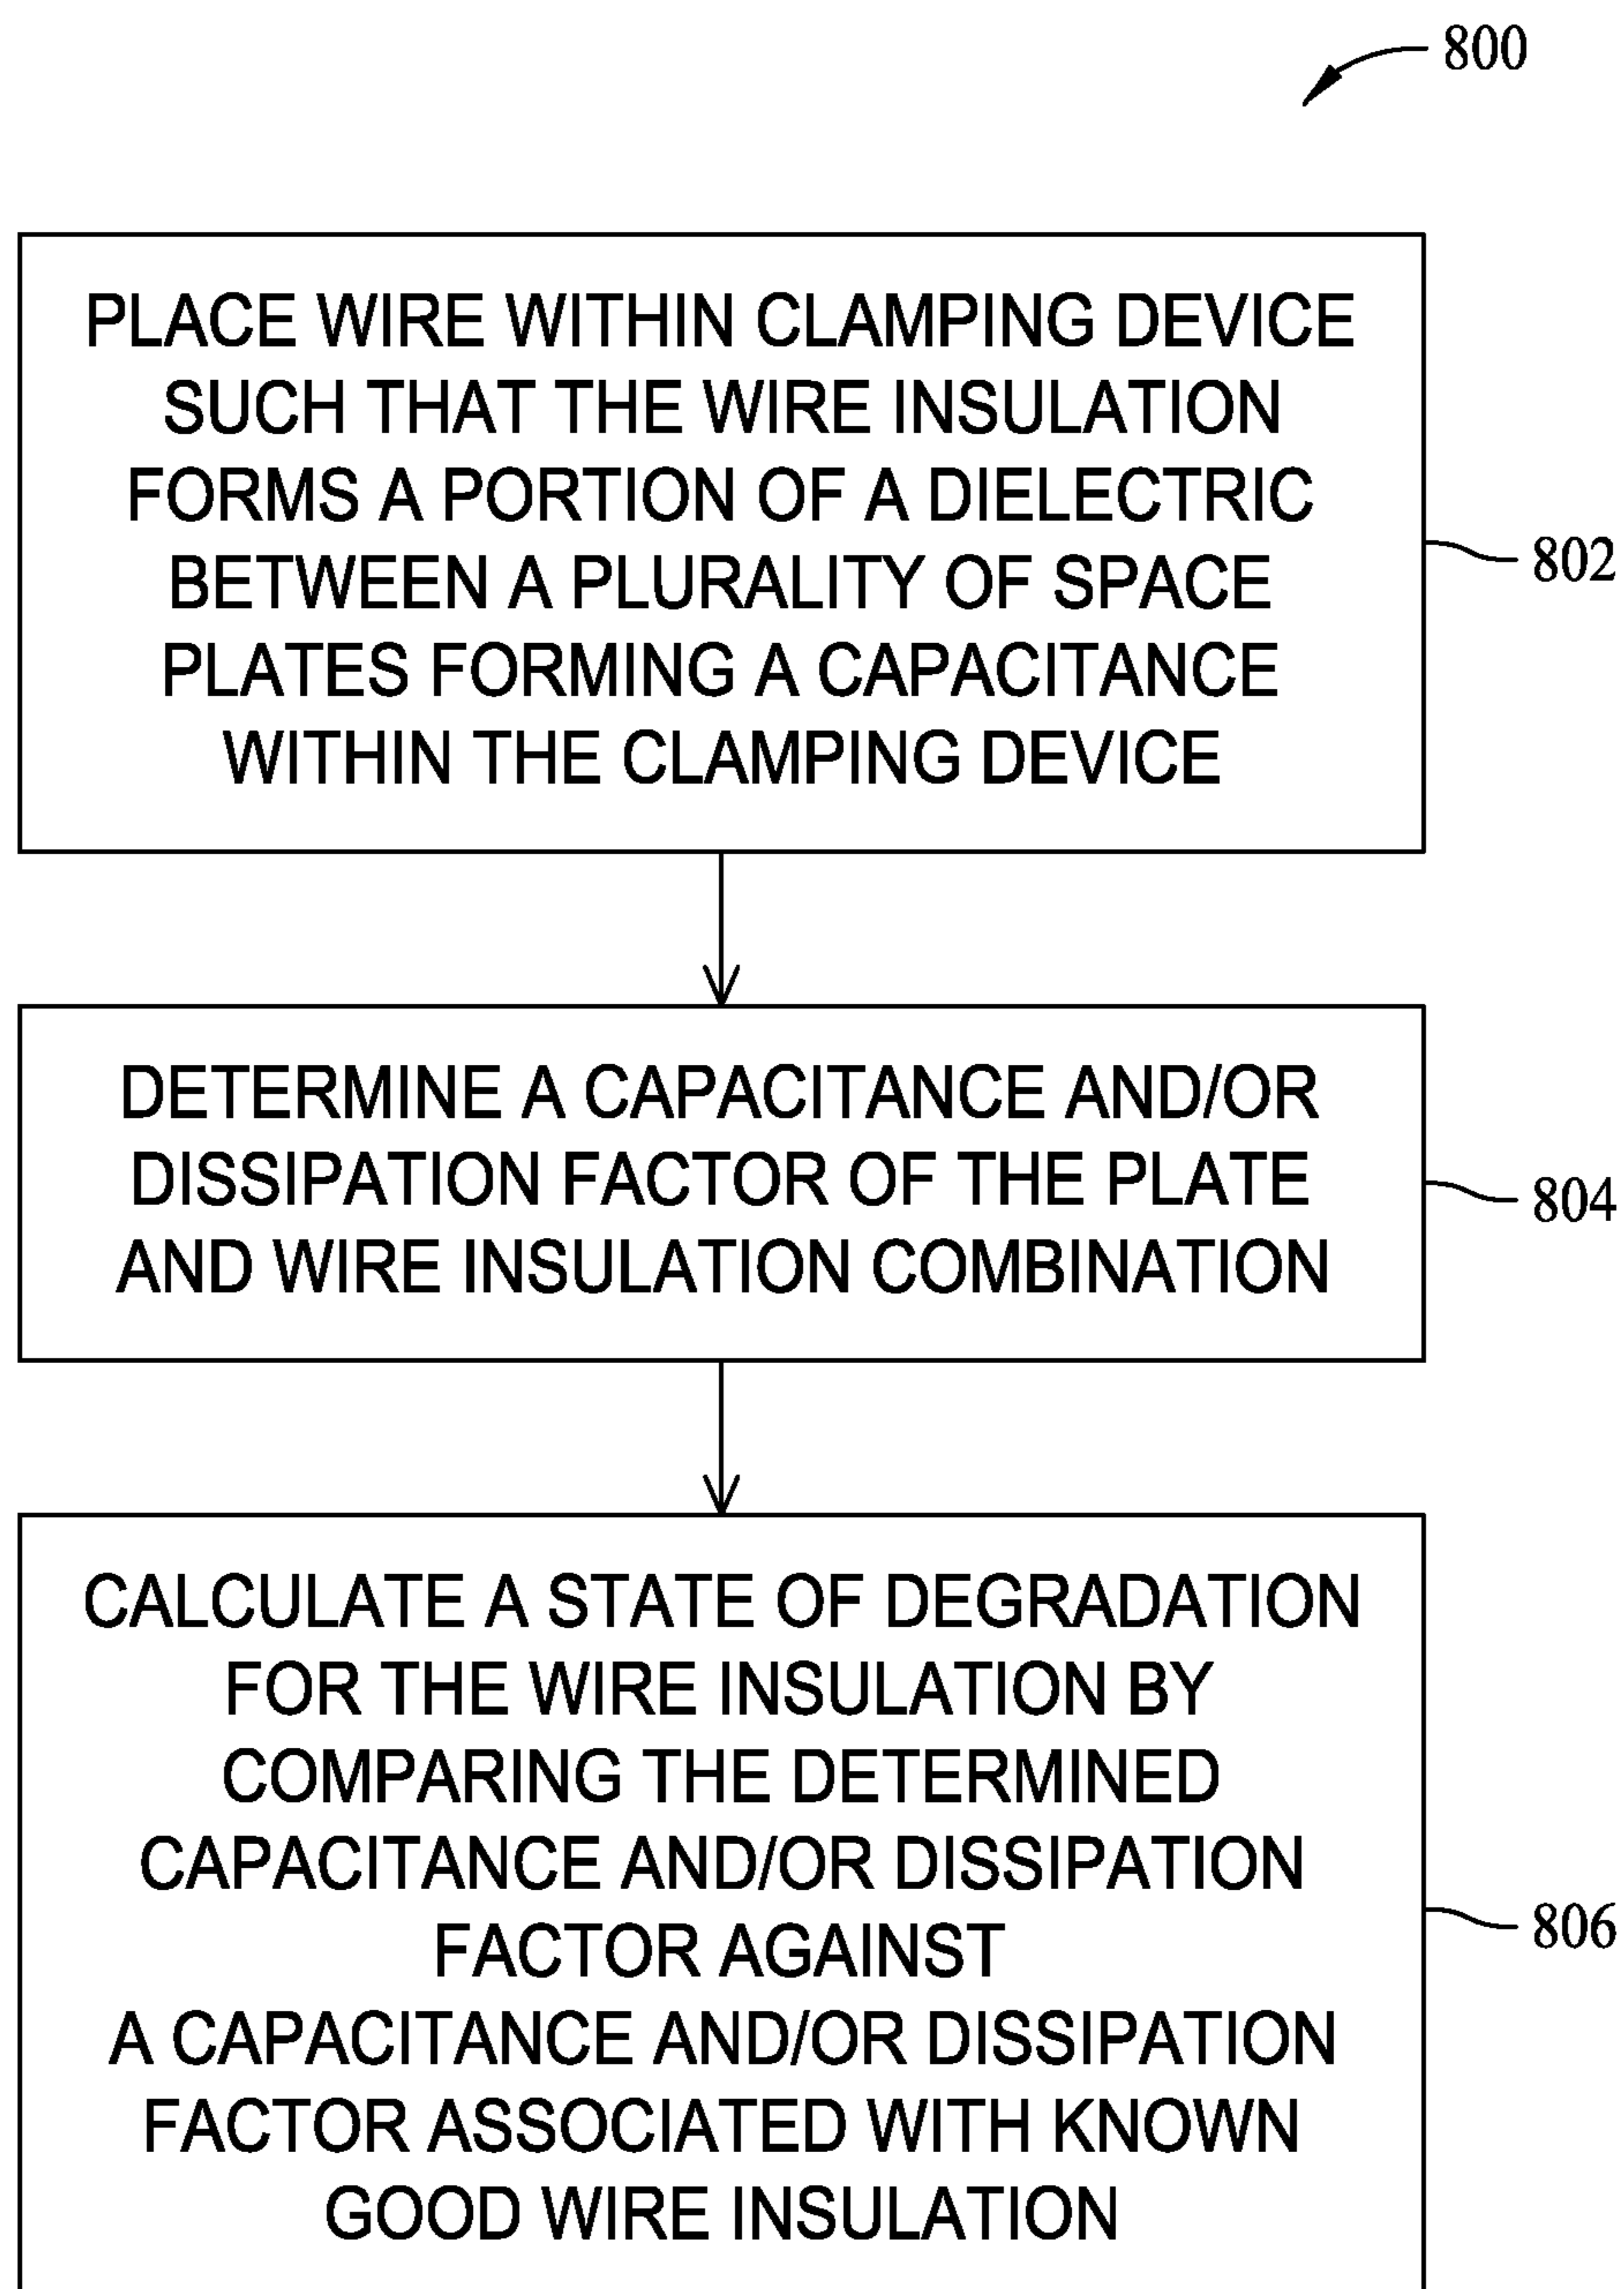 800
PLACE WIRE WITHIN CLAMPING DEVICE
SUCH THAT THE WIRE INSULATION
FORMS A PORTION OF A DIELECTRIC
BETWEEN A PLURALITY OF SPACE
PLATES FORMING A CAPACITANCE
WITHIN THE CLAMPING DEVICE
802
DETERMINE A CAPACITANCE AND/OR
DISSIPATION FACTOR OF THE PLATE
AND WIRE INSULATION COMBINATION
804
CALCULATE A STATE OF DEGRADATION
FOR THE WIRE INSULATION BY
COMPARING THE DETERMINED
CAPACITANCE AND/OR DISSIPATION
FACTOR AGAINST
A CAPACITANCE AND/OR DISSIPATION
FACTOR ASSOCIATED WITH KNOWN
GOOD WIRE INSULATION
806